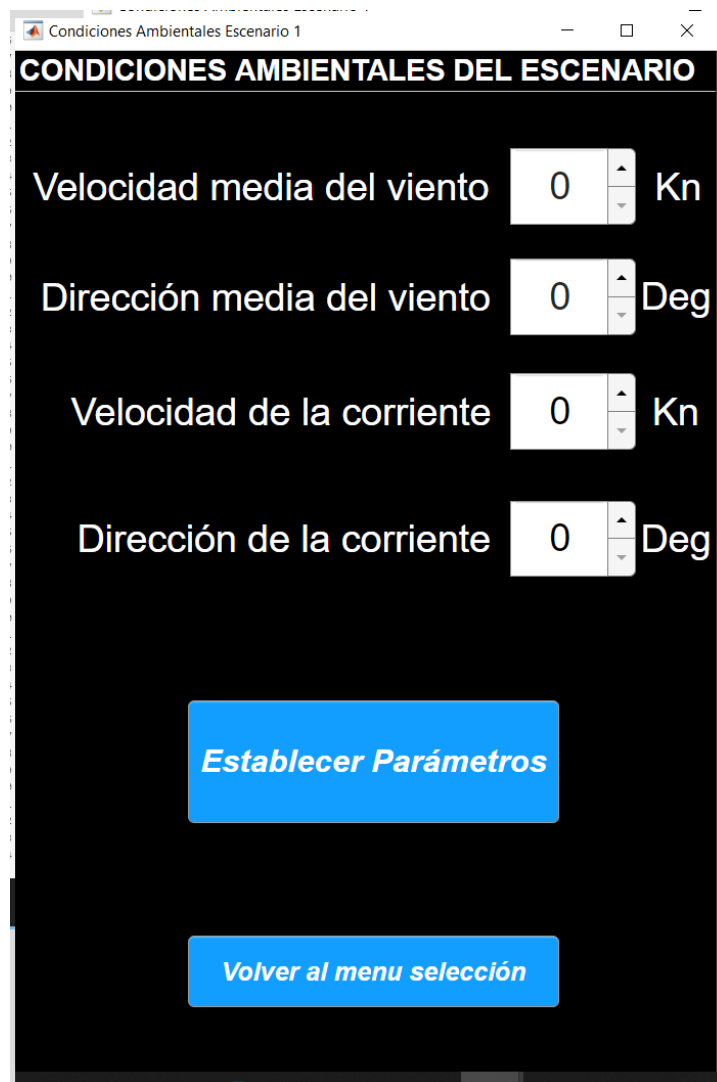 Condiciones Ambientales Escenario 1
CONDICIONES AMBIENTALES DEL ESCENARIO
Velocidad media del viento 0 Kn
Dirección media del viento 0 Deg
Velocidad de la corriente 0 Kn
Dirección de la corriente 0 Deg
Establecer Parámetros
Volver al menu selección